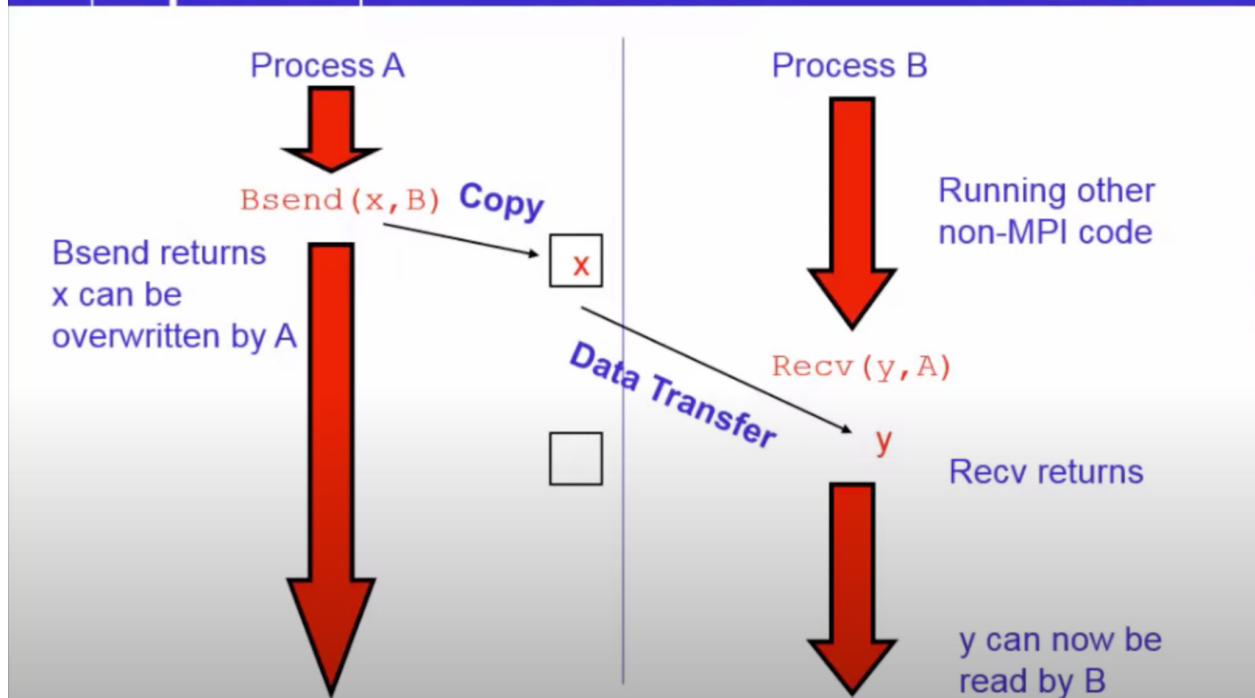 Process A
Process B
Bsend(x,B)
Copy
Running other
non-MPI code
Bsend returns
x can be
overwritten by A
x
Data Transfer
Recv(y,A)
y
Recv returns
y can now be
read by B